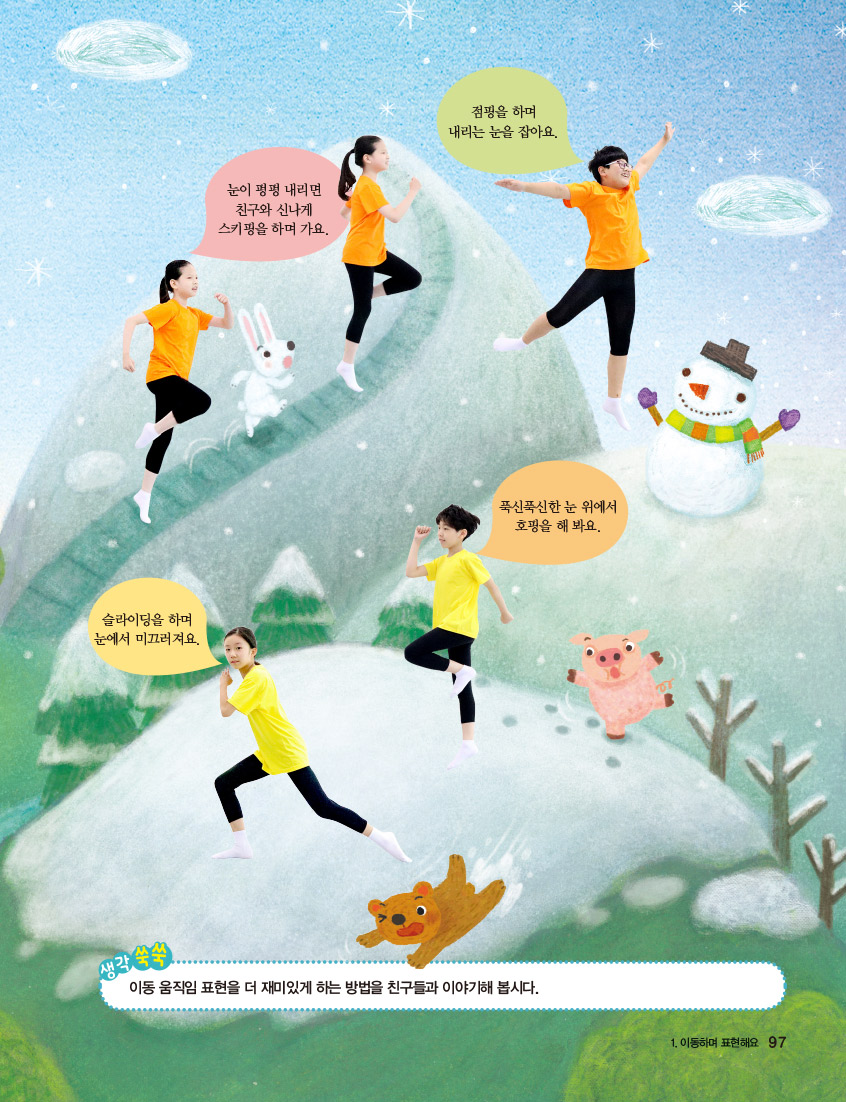 점핑을 하며
내리는 눈을 잡아요.
눈이 펑펑 내리면
친구와 신나게
스키핑을 하며 가요.
푹신푹신한 눈 위에서
호핑을 해 봐요.
슬라이딩을 하며
눈에서 미끄러져요.
생각 쑥쑥
이동 움직임 표현을 더 재미있게 하는 방법을 친구들과 이야기해 봅시다.
1. 이동하며 표현해요 97